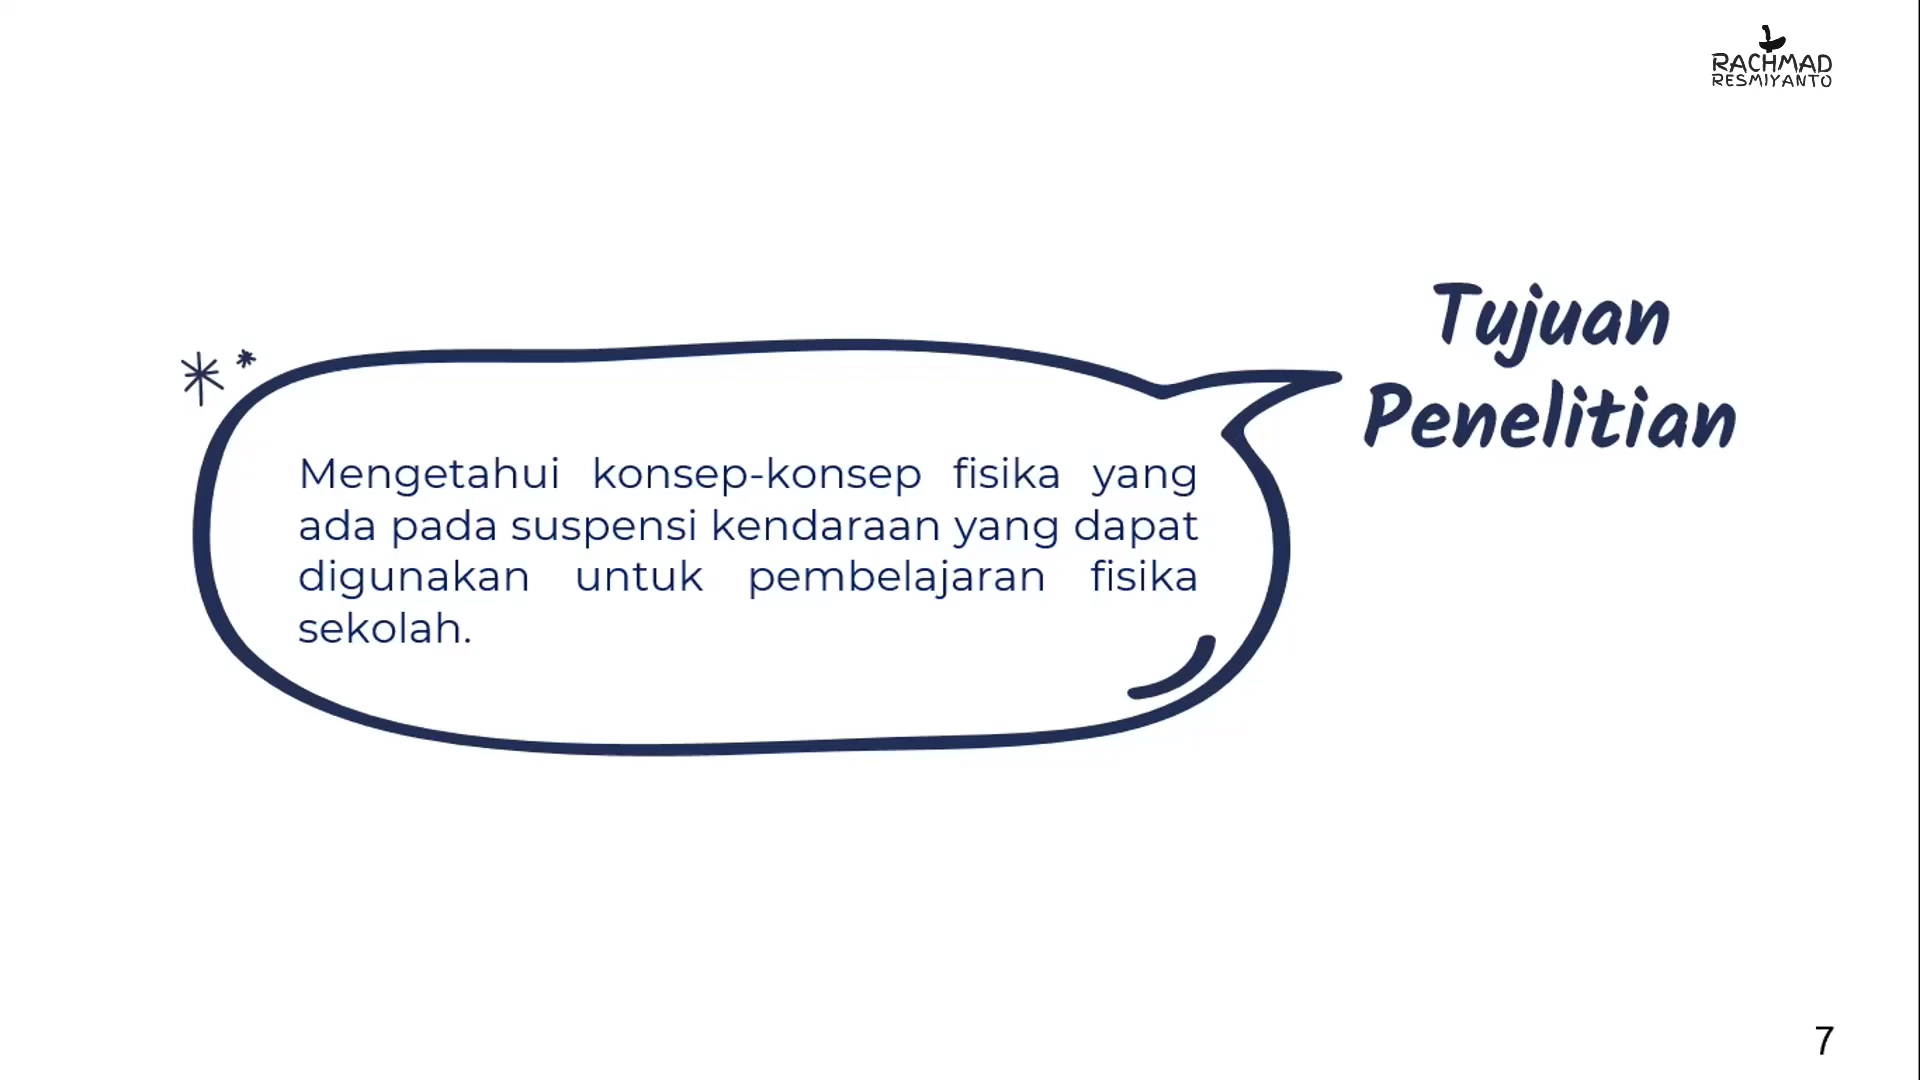 RACHMAD
RESMIYANTO
Tujuan
Penelitian
Mengetahui konsep-konsep fisika yang
ada pada suspensi kendaraan yang dapat
digunakan untuk pembelajaran fisika
sekolah.
7